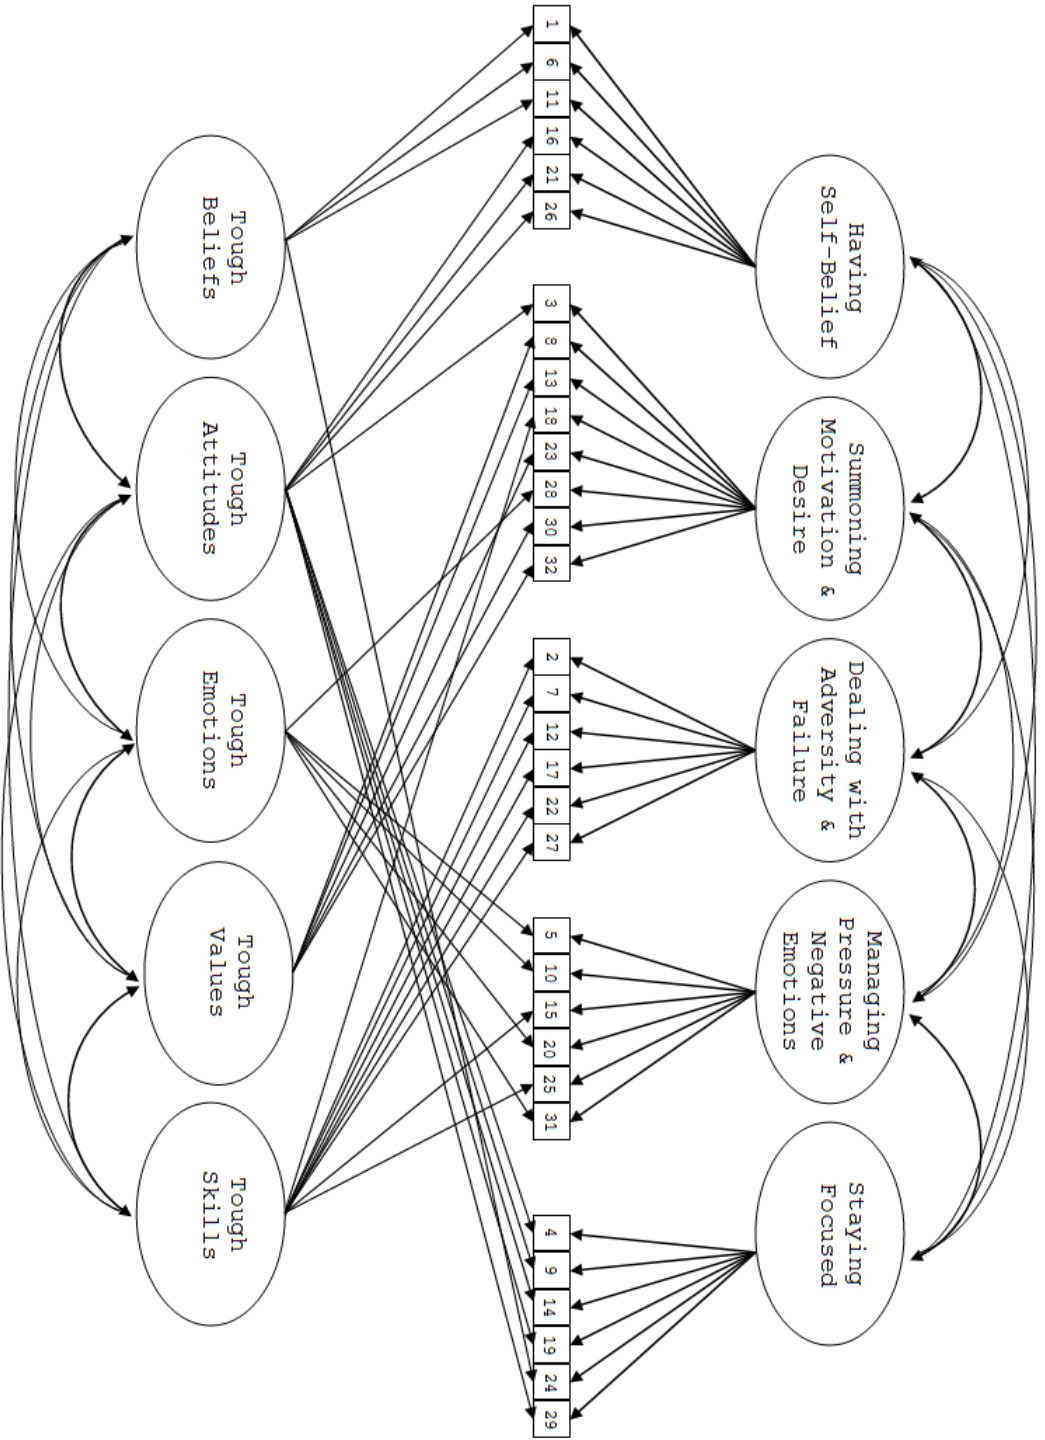 Having
Self-Belief
Summoning
Motivation &
Desire
Dealing with
Adversity &
Failure
Managing
Pressure &
Negative
Emotions
Staying
Focused
1 6 11 16 21 26
3 8 13 18 23 28 30 32
2 7 12 17 22 27
5 10 15 20 25 31
4 9 14 19 24 29
Tough
Beliefs
Tough
Attitudes
Tough
Emotions
Tough
Values
Tough
Skills